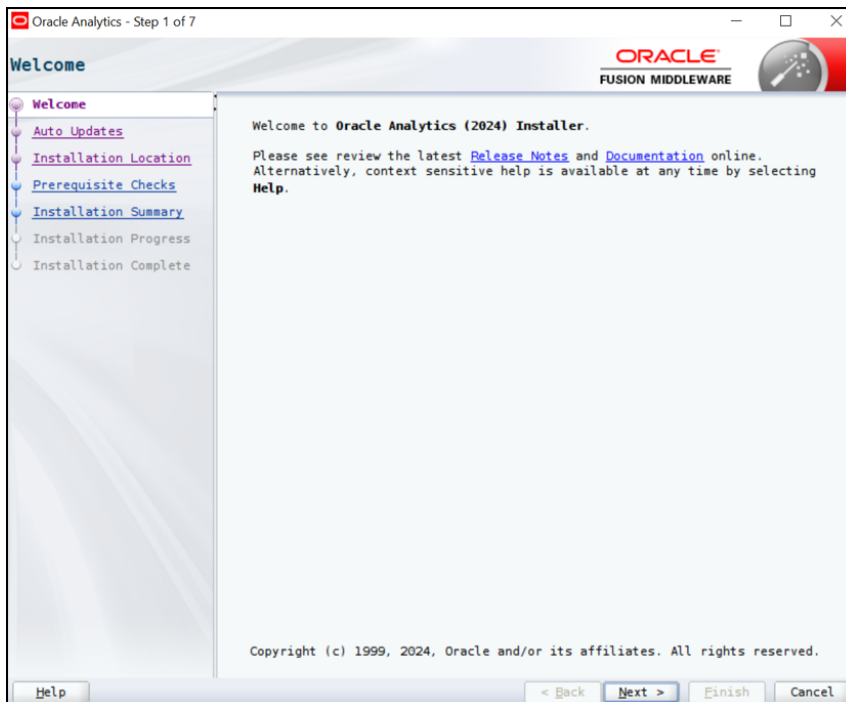 Oracle Analytics - Step 1 of 7
Welcome
ORACLE
FUSION MIDDLEWARE
Welcome
Auto Updates
Installation Location
Prerequisite Checks
Installation Summary
Installation Progress
Installation Complete
Welcome to Oracle Analytics (2024) Installer.
Please see review the latest Release Notes and Documentation online.
Alternatively, context sensitive help is available at any time by selecting
Help.
Copyright (c) 1999, 2024, Oracle and/or its affiliates. All rights reserved.
Help < Back Next > Finish Cancel